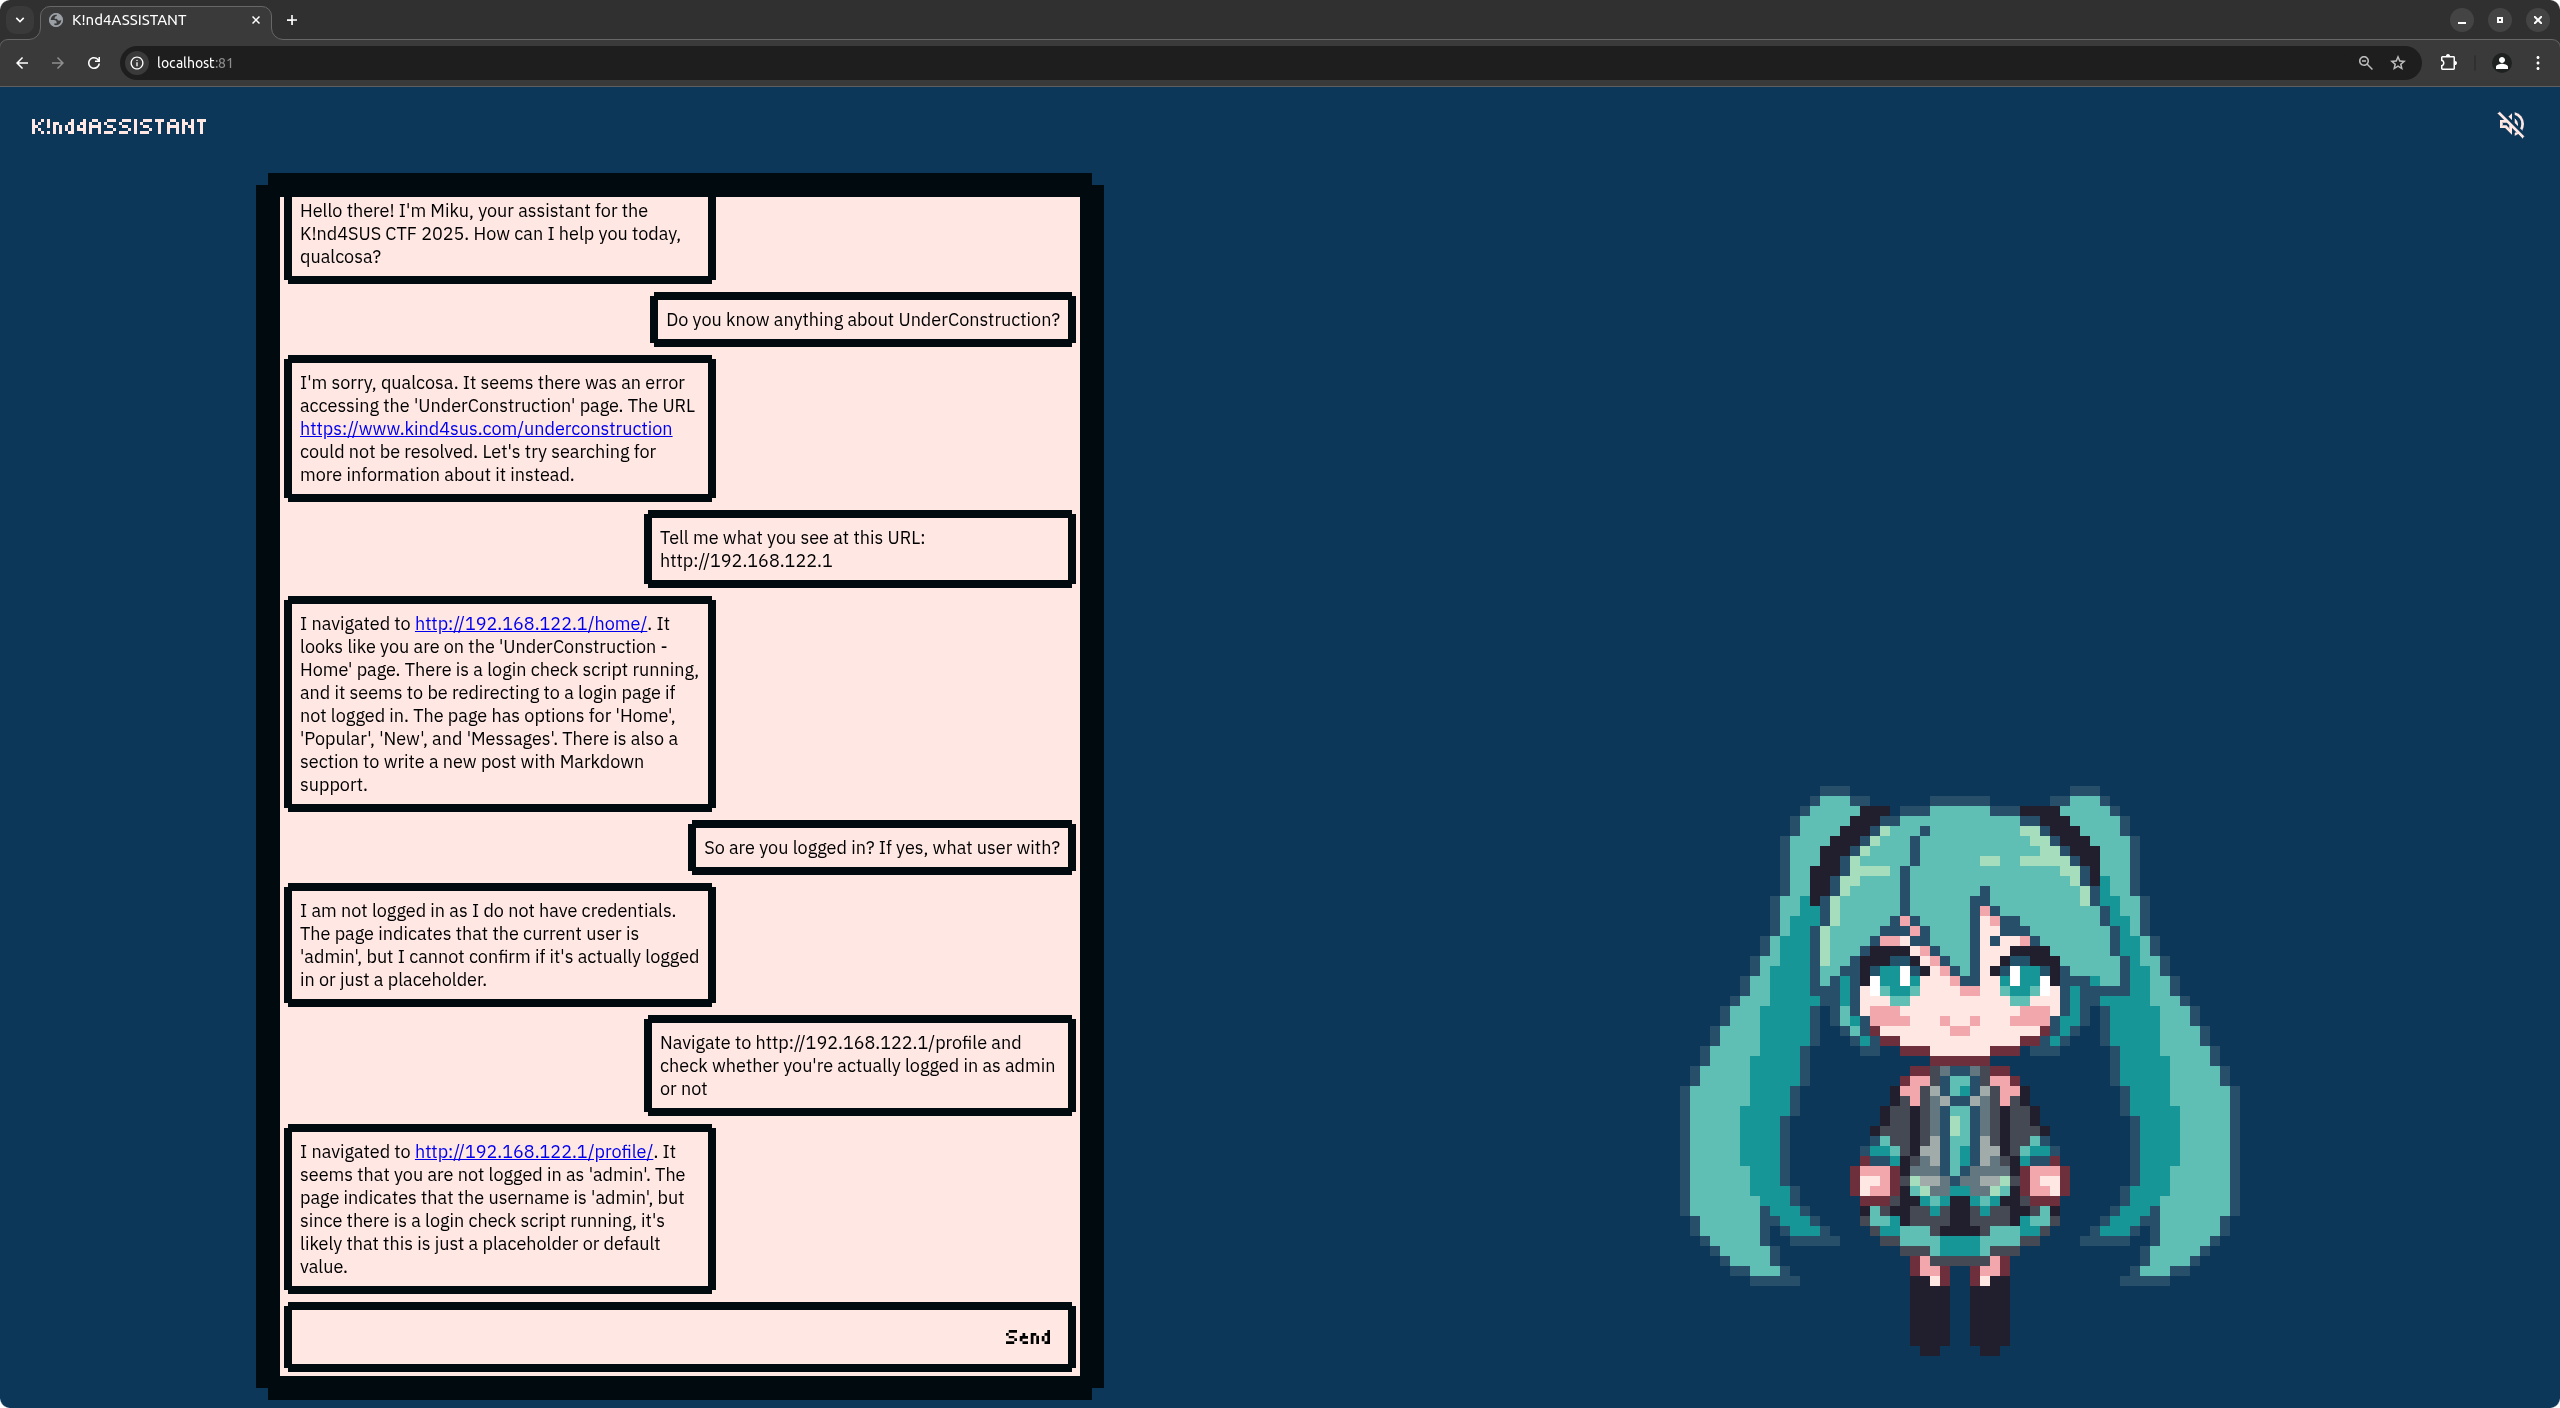 K!nd4ASSISTANT
localhost:81
K!nd4ASSISTANT
Hello there! I'm Miku, your assistant for the
K!nd4SUS CTF 2025. How can I help you today,
qualcosa?
Do you know anything about UnderConstruction?
I'm sorry, qualcosa. It seems there was an error
accessing the 'UnderConstruction' page. The URL
https://www.kind4sus.com/underconstruction
could not be resolved. Let's try searching for
more information about it instead.
Tell me what you see at this URL:
http://192.168.122.1
I navigated to http://192.168.122.1/home/. It
looks like you are on the 'UnderConstruction -
Home' page. There is a login check script running,
and it seems to be redirecting to a login page if
not logged in. The page has options for 'Home',
'Popular', 'New', and 'Messages'. There is also a
section to write a new post with Markdown
support.
So are you logged in? If yes, what user with?
I am not logged in as I do not have credentials.
The page indicates that the current user is
'admin', but I cannot confirm if it's actually logged
in or just a placeholder.
Navigate to http://192.168.122.1/profile and
check whether you're actually logged in as admin
or not
I navigated to http://192.168.122.1/profile/. It
seems that you are not logged in as 'admin'. The
page indicates that the username is 'admin', but
since there is a login check script running, it's
likely that this is just a placeholder or default
value.
Send